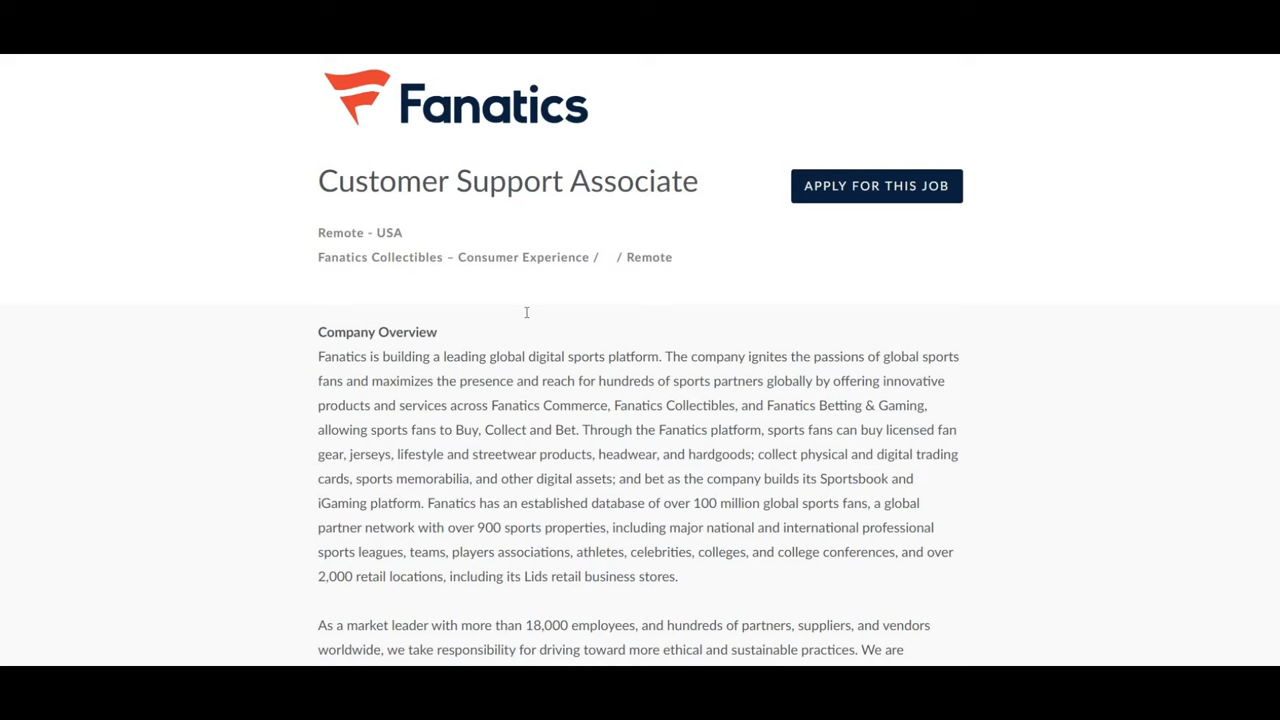 Fanatics
Customer Support Associate
APPLY FOR THIS JOB
Remote - USA
Fanatics Collectibles – Consumer Experience / / Remote
Company Overview
Fanatics is building a leading global digital sports platform. The company ignites the passions of global sports
fans and maximizes the presence and reach for hundreds of sports partners globally by offering innovative
products and services across Fanatics Commerce, Fanatics Collectibles, and Fanatics Betting & Gaming,
allowing sports fans to Buy, Collect and Bet. Through the Fanatics platform, sports fans can buy licensed fan
gear, jerseys, lifestyle and streetwear products, headwear, and hardgoods; collect physical and digital trading
cards, sports memorabilia, and other digital assets; and bet as the company builds its Sportsbook and
iGaming platform. Fanatics has an established database of over 100 million global sports fans, a global
partner network with over 900 sports properties, including major national and international professional
sports leagues, teams, players associations, athletes, celebrities, colleges, and college conferences, and over
2,000 retail locations, including its Lids retail business stores.
As a market leader with more than 18,000 employees, and hundreds of partners, suppliers, and vendors
worldwide, we take responsibility for driving toward more ethical and sustainable practices. We are